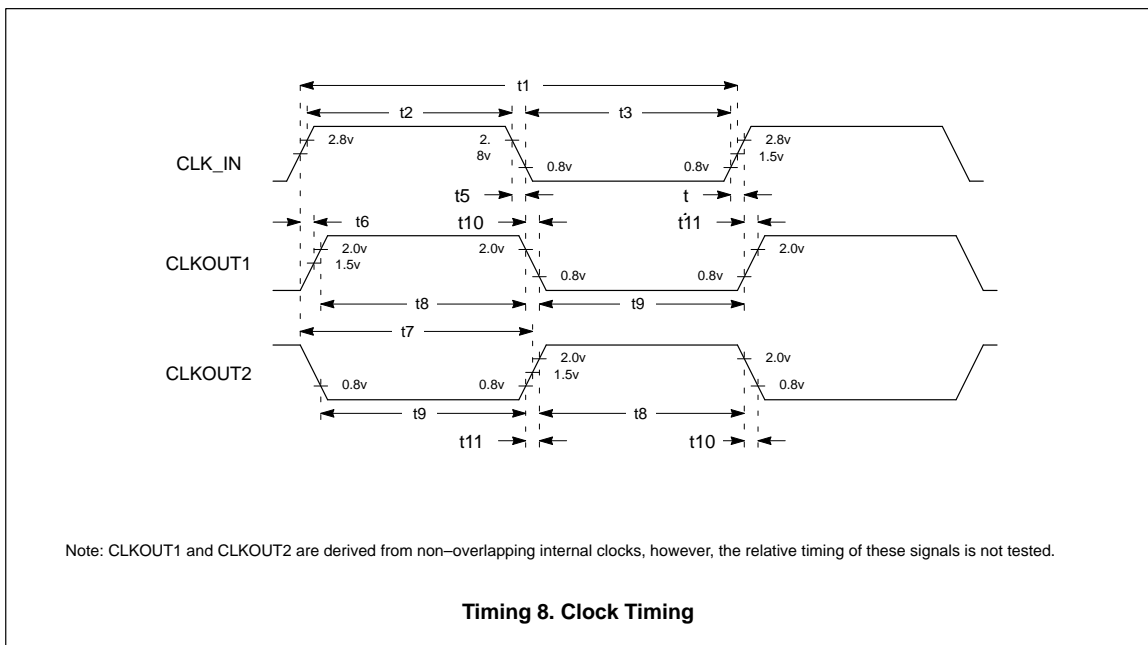 t1
t2 t3
CLK_IN
2.8v
2.
8v
0.8v
0.8v
2.8v
1.5v
t5
t
t6
t10
t11
CLKOUT1
2.0v
1.5v
2.0v
0.8v
0.8v
2.0v
t8 t9
t7
CLKOUT2
0.8v
0.8v
2.0v
1.5v
2.0v
0.8v
t9 t8
t11 t10
Note: CLKOUT1 and CLKOUT2 are derived from non–overlapping internal clocks, however, the relative timing of these signals is not tested.
Timing 8. Clock Timing